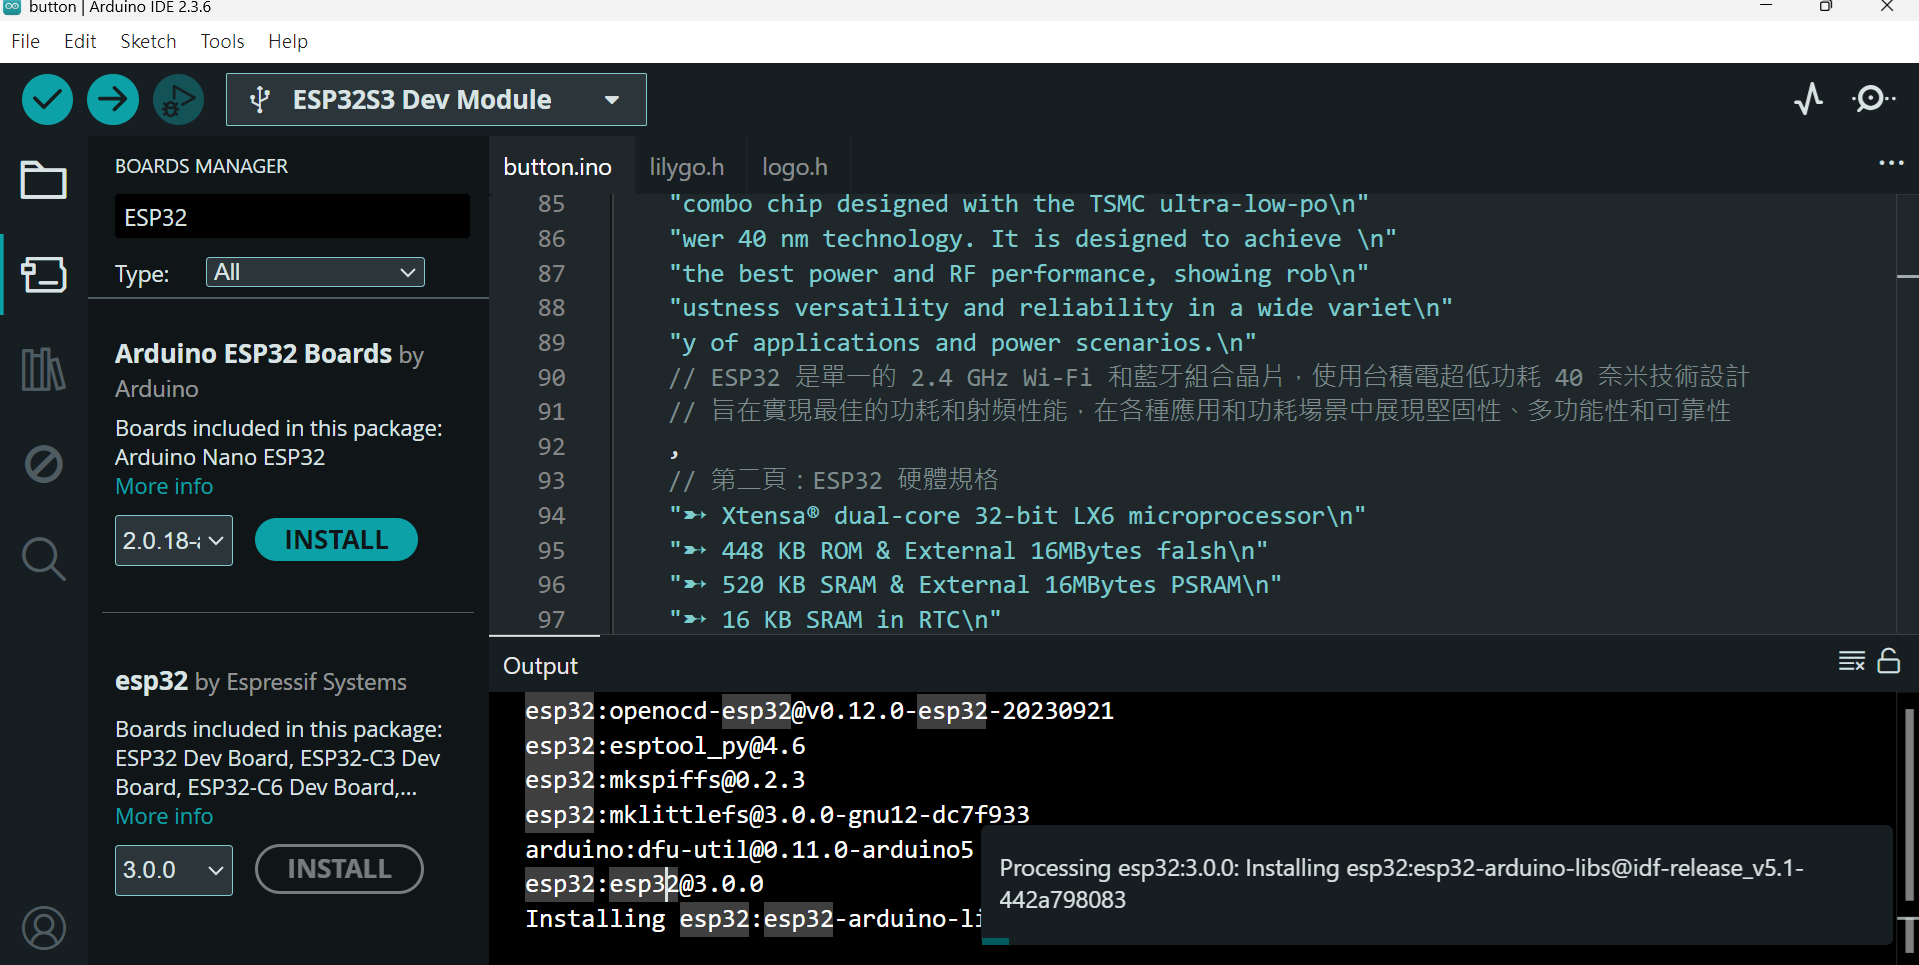 button | Arduino IDE 2.3.6
File Edit Sketch Tools Help
ESP32S3 Dev Module
BOARDS MANAGER
ESP32
Type: All
Arduino ESP32 Boards by
Arduino
Boards included in this package:
Arduino Nano ESP32
More info
2.0.18-a INSTALL
esp32 by Espressif Systems
Boards included in this package:
ESP32 Dev Board, ESP32-C3 Dev
Board, ESP32-C6 Dev Board,...
More info
3.0.0 INSTALL
button.ino lilygo.h logo.h
85 "combo chip designed with the TSMC ultra-low-po\n"
86 "wer 40 nm technology. It is designed to achieve \n"
87 "the best power and RF performance, showing rob\n"
88 "ustness versatility and reliability in a wide variet\n"
89 "y of applications and power scenarios.\n"
90 // ESP32 是單一的 2.4 GHz Wi-Fi 和藍牙組合晶片，使用台積電超低功耗 40 奈米技術設計
91 // 旨在實現最佳的功耗和射頻性能，在各種應用和功耗場景中展現堅固性、多功能性和可靠性
92 ,
93 // 第二頁：ESP32 硬體規格
94 "➳ Xtensa® dual-core 32-bit LX6 microprocessor\n"
95 "➳ 448 KB ROM & External 16MBytes falsh\n"
96 "➳ 520 KB SRAM & External 16MBytes PSRAM\n"
97 "➳ 16 KB SRAM in RTC\n"
Output
esp32:openocd-esp32@v0.12.0-esp32-20230921
esp32:esptool_py@4.6
esp32:mkspiffs@0.2.3
esp32:mklittlefs@3.0.0-gnu12-dc7f933
arduino:dfu-util@0.11.0-arduino5
esp32:esp32@3.0.0
Installing esp32:esp32-arduino-li
Processing esp32:3.0.0: Installing esp32:esp32-arduino-libs@idf-release_v5.1-
442a798083